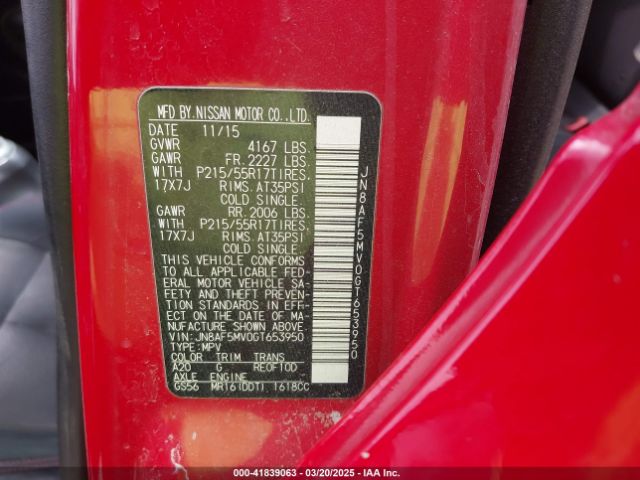 MFD BY NISSAN MOTOR CO.,LTD.
DATE 11/15
GVWR 4167 LBS.
GAWR FR. 2227 LBS.
WITH P215/55R17TIRES.
17X7J RIMS. AT35PSI
COLD SINGLE.
GAWR RR. 2006 LBS.
WITH P215/55R17TIRES.
17X7J RIMS. AT35PSI
COLD SINGLE.
THIS VEHICLE CONFORMS
TO ALL APPLICABLE FED-
ERAL MOTOR VEHICLE SA-
FETY AND THEFT PREVEN-
TION STANDARDS IN EFF-
ECT ON THE DATE OF MA-
NUFACTURE SHOWN ABOVE.
VIN:JN8AF5MV0GT653950
TYPE:MPV
COLOR TRIM TRANS
A20 G RE0F10D
AXLE ENGINE
GS56 MR16(DDT) 1618CC
JN8AF5MV0GT653950
000-41839063 — 03/20/2025 — IAA Inc.